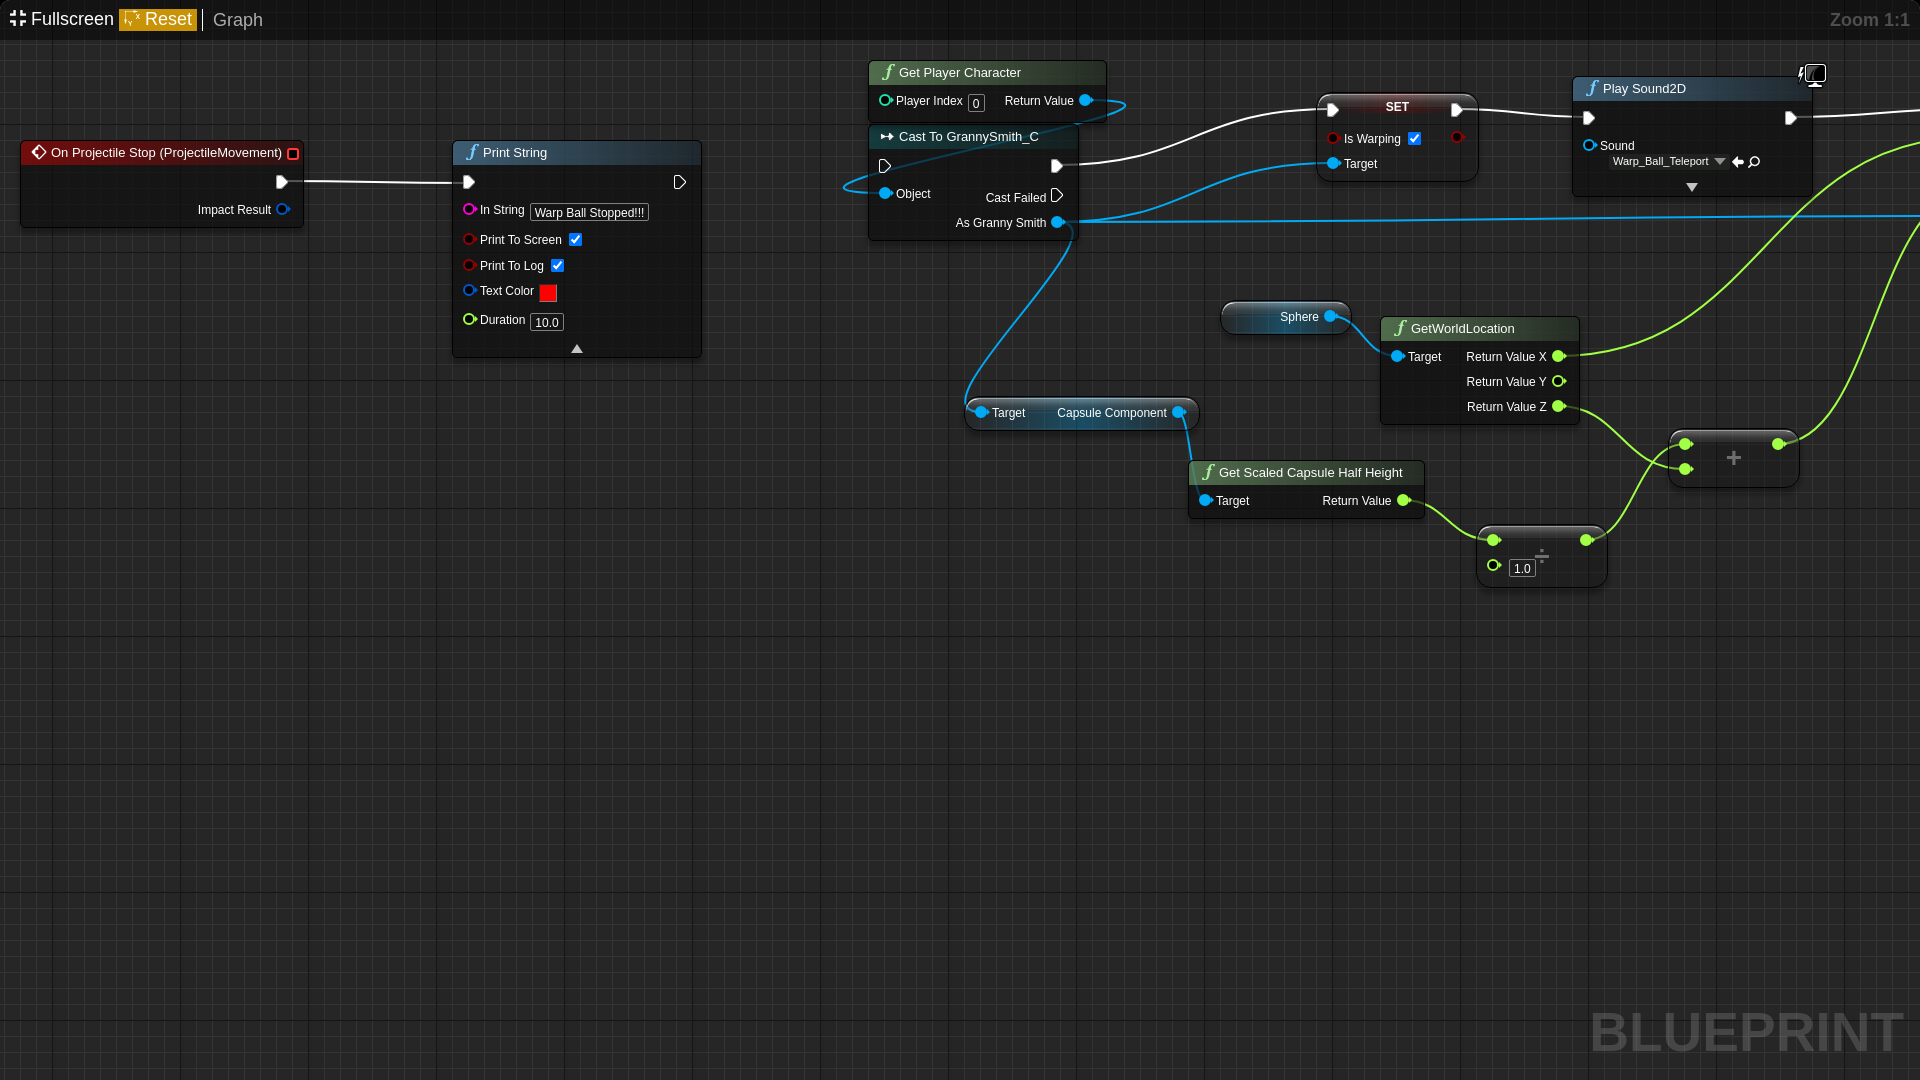 Fullscreen Reset Graph
Zoom 1:1
On Projectile Stop (ProjectileMovement)
Impact Result
Print String
In String Warp Ball Stopped!!!
Print To Screen
Print To Log
Text Color
Duration 10.0
Get Player Character
Player Index 0 Return Value
Cast To GrannySmith_C
Object
Cast Failed
As Granny Smith
SET
Is Warping
Target
Play Sound2D
Sound
Warp_Ball_Teleport
Sphere
GetWorldLocation
Target Return Value X
Return Value Y
Return Value Z
Target Capsule Component
Get Scaled Capsule Half Height
Target Return Value
+
÷
1.0
BLUEPRINT